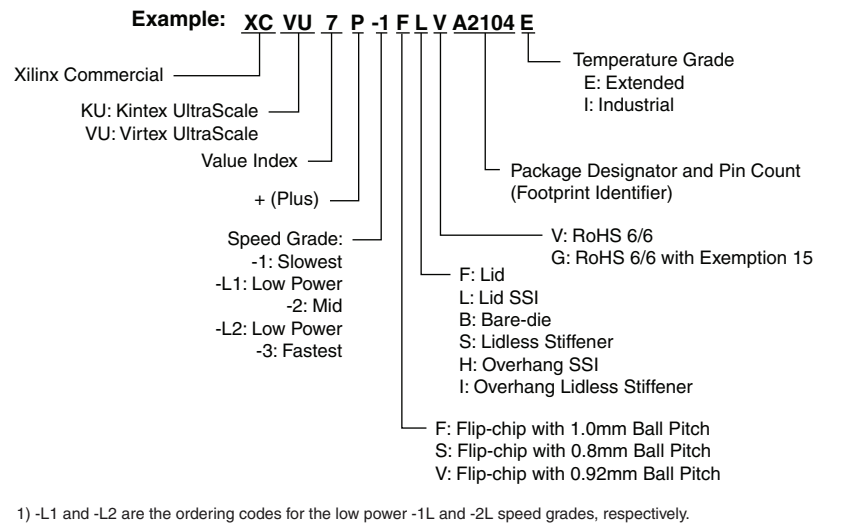 Example: XC VU 7 P -1 F L V A2104 E
Temperature Grade
E: Extended
I: Industrial
Xilinx Commercial
KU: Kintex UltraScale
VU: Virtex UltraScale
Value Index
Package Designator and Pin Count
(Footprint Identifier)
+ (Plus)
Speed Grade:
-1: Slowest
-L1: Low Power
-2: Mid
-L2: Low Power
-3: Fastest
V: RoHS 6/6
G: RoHS 6/6 with Exemption 15
F: Lid
L: Lid SSI
B: Bare-die
S: Lidless Stiffener
H: Overhang SSI
I: Overhang Lidless Stiffener
F: Flip-chip with 1.0mm Ball Pitch
S: Flip-chip with 0.8mm Ball Pitch
V: Flip-chip with 0.92mm Ball Pitch
1) -L1 and -L2 are the ordering codes for the low power -1L and -2L speed grades, respectively.